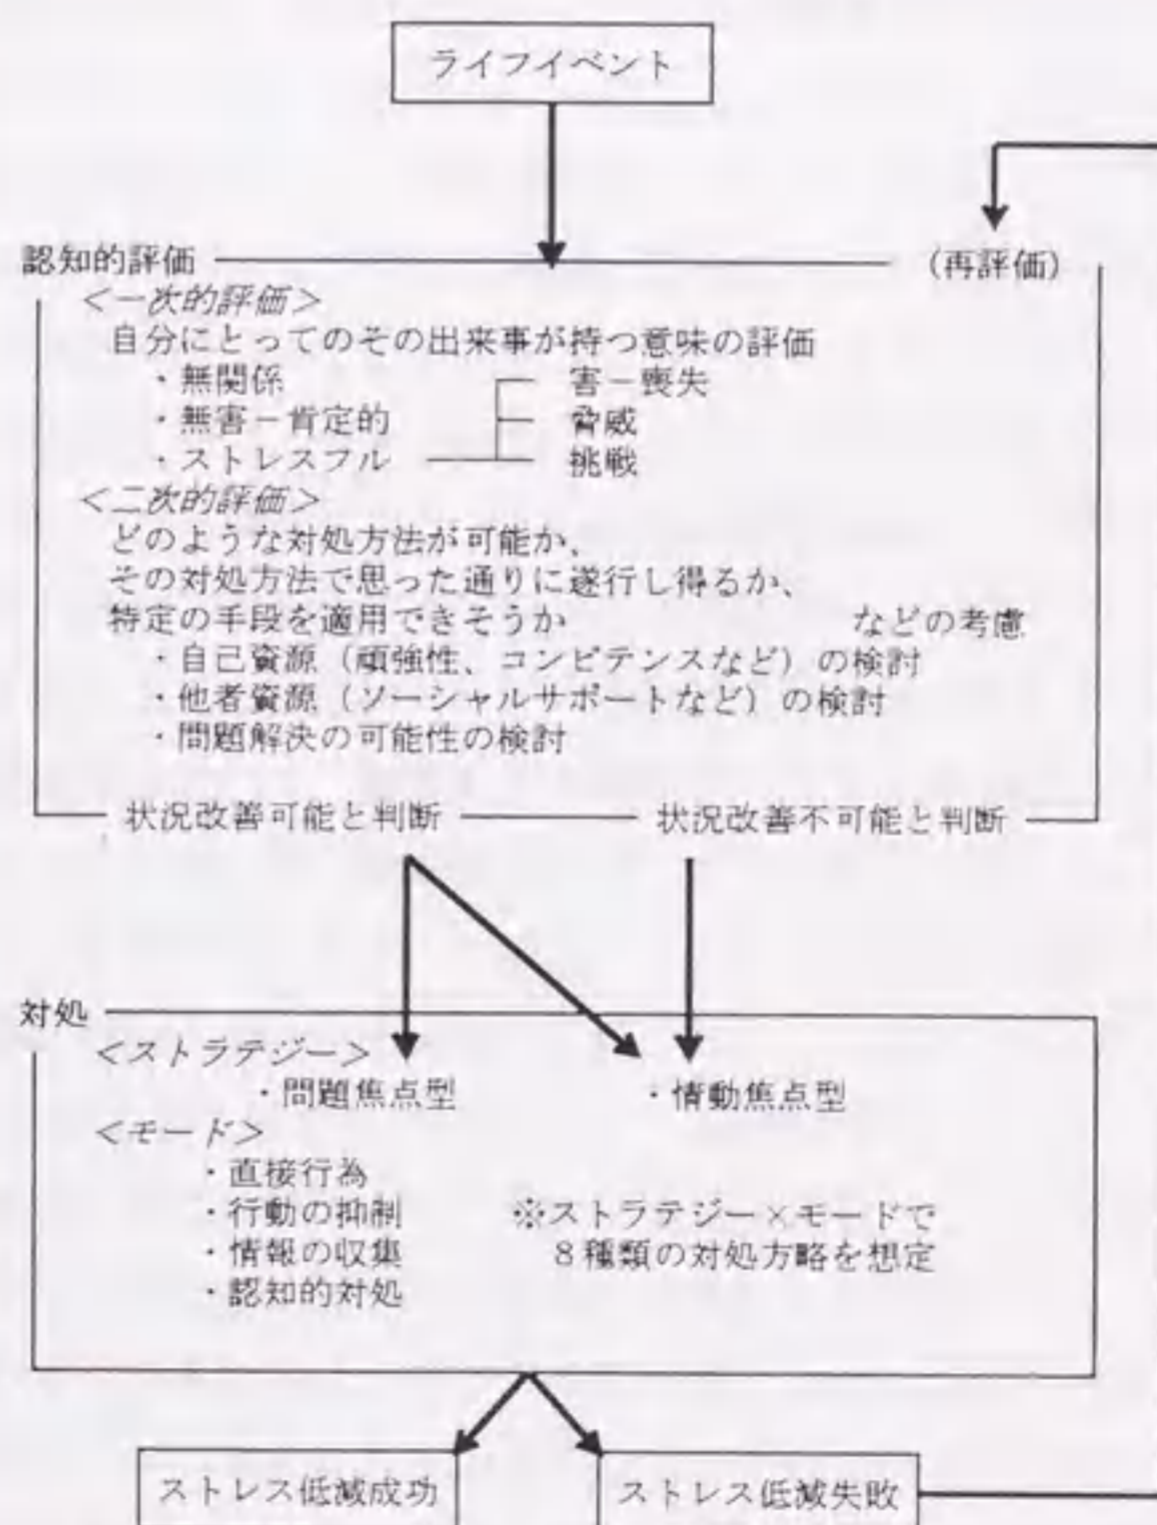 ライフイベント
認知的評価
(再評価)
<一次的評価>
自分にとってのその出来事が持つ意味の評価
・無関係 害－喪失
・無害－肯定的 脅威
・ストレスフル 挑戦
<二次的評価>
どのような対処方法が可能か、
その対処方法で思った通りに遂行し得るか、
特定の手段を適用できそうか などの考慮
・自己資源（頑強性、コンピテンスなど）の検討
・他者資源（ソーシャルサポートなど）の検討
・問題解決の可能性の検討
状況改善可能と判断 状況改善不可能と判断
対処
<ストラテジー>
・問題焦点型 ・情動焦点型
<モード>
・直接行為
・行動の抑制 ※ストラテジー×モードで
・情報の収集 8種類の対処方略を想定
・認知的対処
ストレス低減成功 ストレス低減失敗